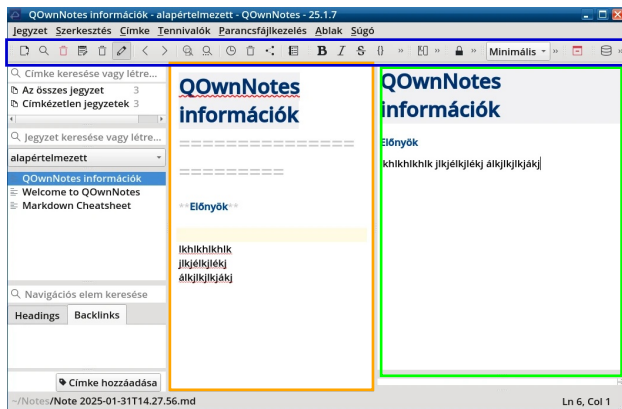 QOwnNotes információk - alapértelmezett - QOwnNotes - 25.1.7
Jegyzet Szerkesztés Címke Tennivalók Parancsfájlkezelés Ablak Súgó
B I S {} » » » Minimális » »
Címke keresése vagy létre...
Az összes jegyzet 3
Címkézetlen jegyzetek 3
Jegyzet keresése vagy létre...
alapértelmezett
QOwnNotes információk
Welcome to QOwnNotes
Markdown Cheatsheet
Navigációs elem keresése
Headings Backlinks
Címke hozzáadása
QOwnNotes
információk
================
=========
**Előnyök**
lkhlkhlkhlk
jlkjélkjlékj
álkjlkjlkjákj
QOwnNotes
információk
Előnyök
lkhlkhlkhlk jlkjélkjlékj álkjlkjlkjákj
~/Notes/Note 2025-01-31T14.27.56.md
Ln 6, Col 1